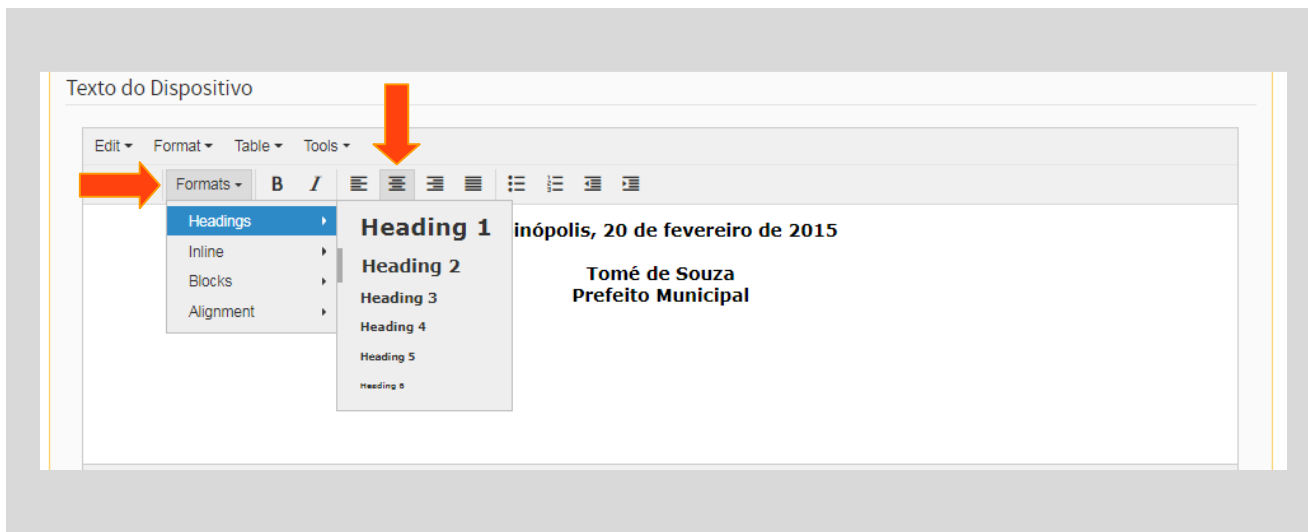 Texto do Dispositivo
Edit Format Table Tools
Formats B I
Headings
Inline
Blocks
Alignment
Heading 1
Heading 2
Heading 3
Heading 4
Heading 5
Heading 6
inópolis, 20 de fevereiro de 2015
Tomé de Souza
Prefeito Municipal